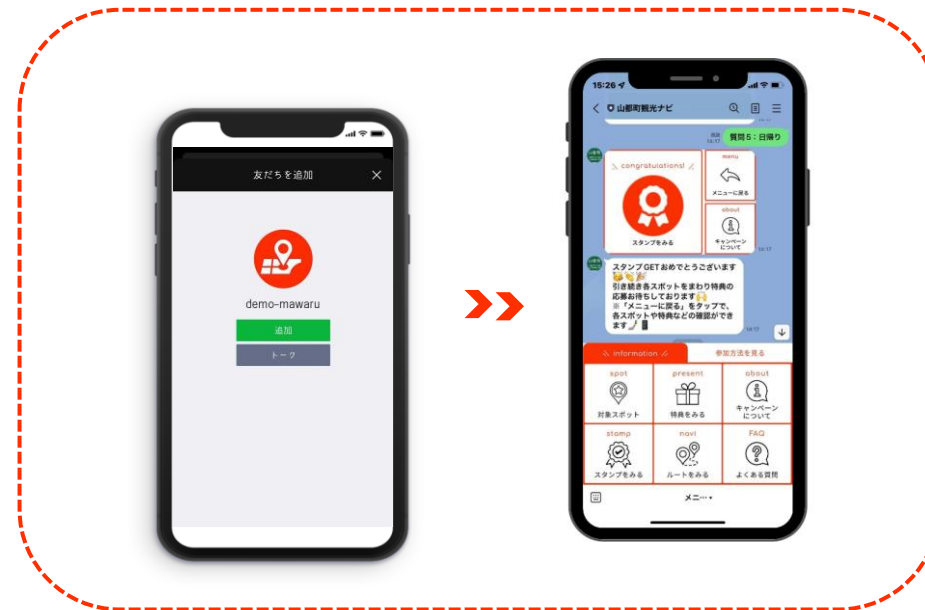 友だちを追加
demo-mawaru
追加
トーク
15:26
山都町観光ナビ
既読
14:17
質問5：日帰り
congratulations!
スタンプをみる
menu
メニューに戻る
about
キャンペーン
について
14:17
スタンプGETおめでとうございます
引き続き各スポットをまわり特典の
応募お待ちしております
※「メニューに戻る」をタップで、
各スポットや特典などの確認ができ
ます
14:17
information
参加方法を見る
spot
対象スポット
present
特典をみる
about
キャンペーン
について
stamp
スタンプをみる
navi
ルートをみる
FAQ
よくある質問
メニ…